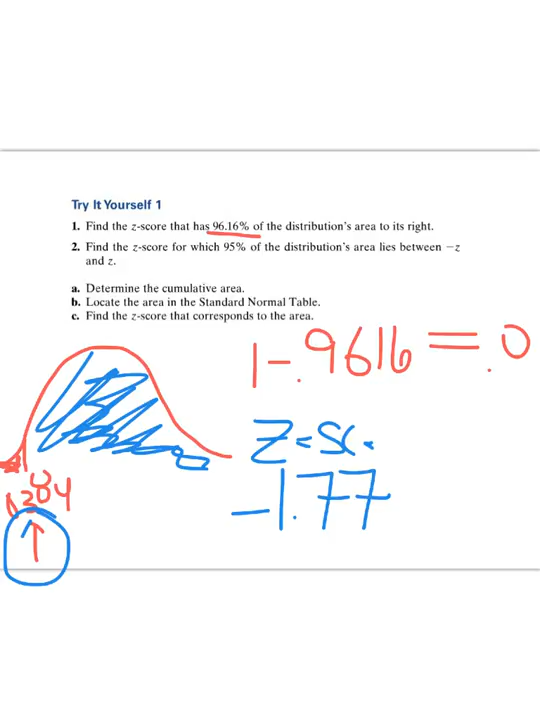 Try It Yourself 1
1. Find the z-score that has 96.16% of the distribution's area to its right.
2. Find the z-score for which 95% of the distribution's area lies between −z
and z.
a. Determine the cumulative area.
b. Locate the area in the Standard Normal Table.
c. Find the z-score that corresponds to the area.
1-.9616=.0
Z=sc.
-1.77
.0384